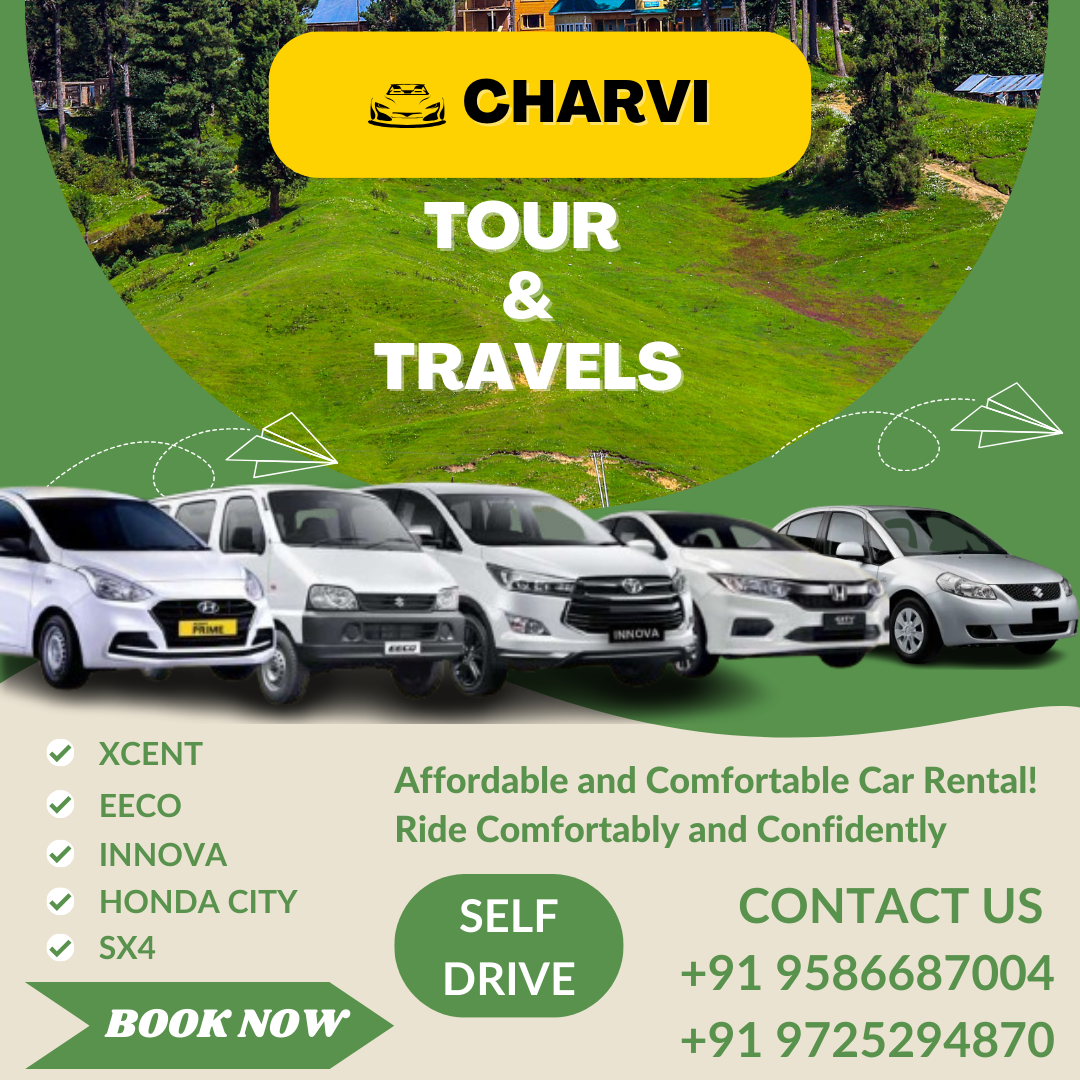 CHARVI
TOUR
&
TRAVELS
PRIME
EECO
INNOVA
CITY
XCENT
EECO
INNOVA
HONDA CITY
SX4
Affordable and Comfortable Car Rental!
Ride Comfortably and Confidently
SELF
DRIVE
CONTACT US
+91 9586687004
+91 9725294870
BOOK NOW